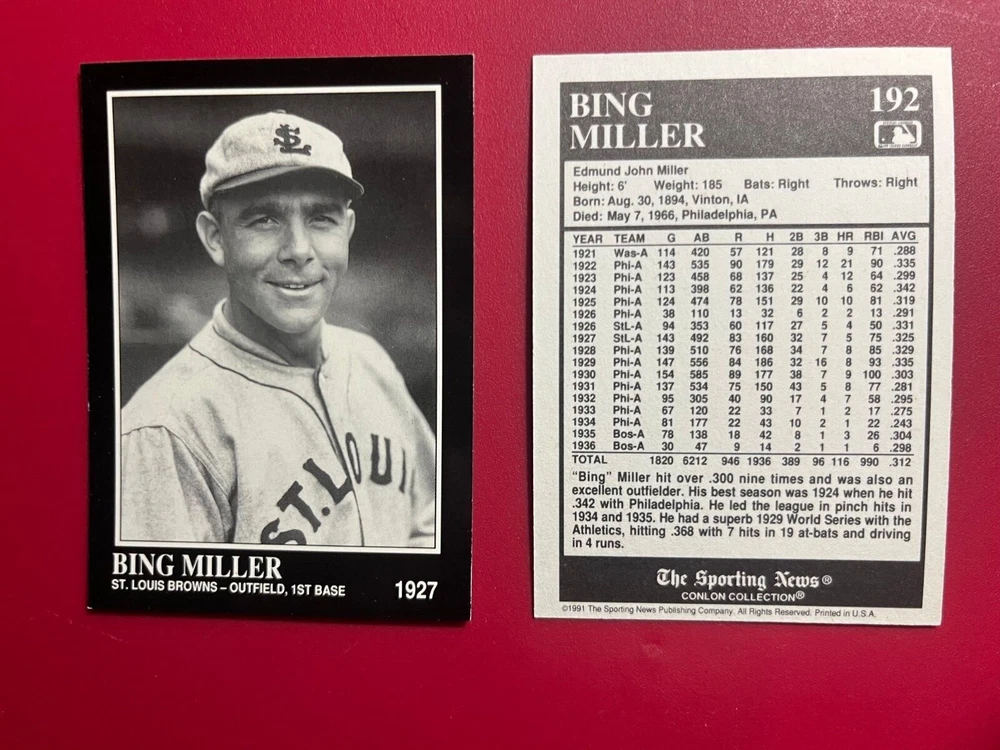 SL
ST. LOUI
BING MILLER
ST. LOUIS BROWNS – OUTFIELD, 1ST BASE 1927
BING
MILLER
192
Edmund John Miller
Height: 6' Weight: 185 Bats: Right Throws: Right
Born: Aug. 30, 1894, Vinton, IA
Died: May 7, 1966, Philadelphia, PA
YEAR TEAM G AB R H 2B 3B HR RBI AVG
1921 Was-A 114 420 57 121 28 8 9 71 .288
1922 Phi-A 143 535 90 179 29 12 21 90 .335
1923 Phi-A 123 458 68 137 25 4 12 64 .299
1924 Phi-A 113 398 62 136 22 4 6 62 .342
1925 Phi-A 124 474 78 151 29 10 10 81 .319
1926 Phi-A 38 110 13 32 6 2 2 13 .291
1926 StL-A 94 353 60 117 27 5 4 50 .331
1927 StL-A 143 492 83 160 32 7 5 75 .325
1928 Phi-A 139 510 76 168 34 7 8 85 .329
1929 Phi-A 147 556 84 186 32 16 8 93 .335
1930 Phi-A 154 585 89 177 38 7 9 100 .303
1931 Phi-A 137 534 75 150 43 5 8 77 .281
1932 Phi-A 95 305 40 90 17 4 7 58 .295
1933 Phi-A 67 120 22 33 7 1 2 17 .275
1934 Phi-A 81 177 22 43 10 2 1 22 .243
1935 Bos-A 78 138 18 42 8 1 3 26 .304
1936 Bos-A 30 47 9 14 2 1 1 6 .298
TOTAL 1820 6212 946 1936 389 96 116 990 .312
"Bing" Miller hit over .300 nine times and was also an
excellent outfielder. His best season was 1924 when he hit
.342 with Philadelphia. He led the league in pinch hits in
1934 and 1935. He had a superb 1929 World Series with the
Athletics, hitting .368 with 7 hits in 19 at-bats and driving
in 4 runs.
The Sporting News®
CONLON COLLECTION®
©1991 The Sporting News Publishing Company. All Rights Reserved. Printed in U.S.A.